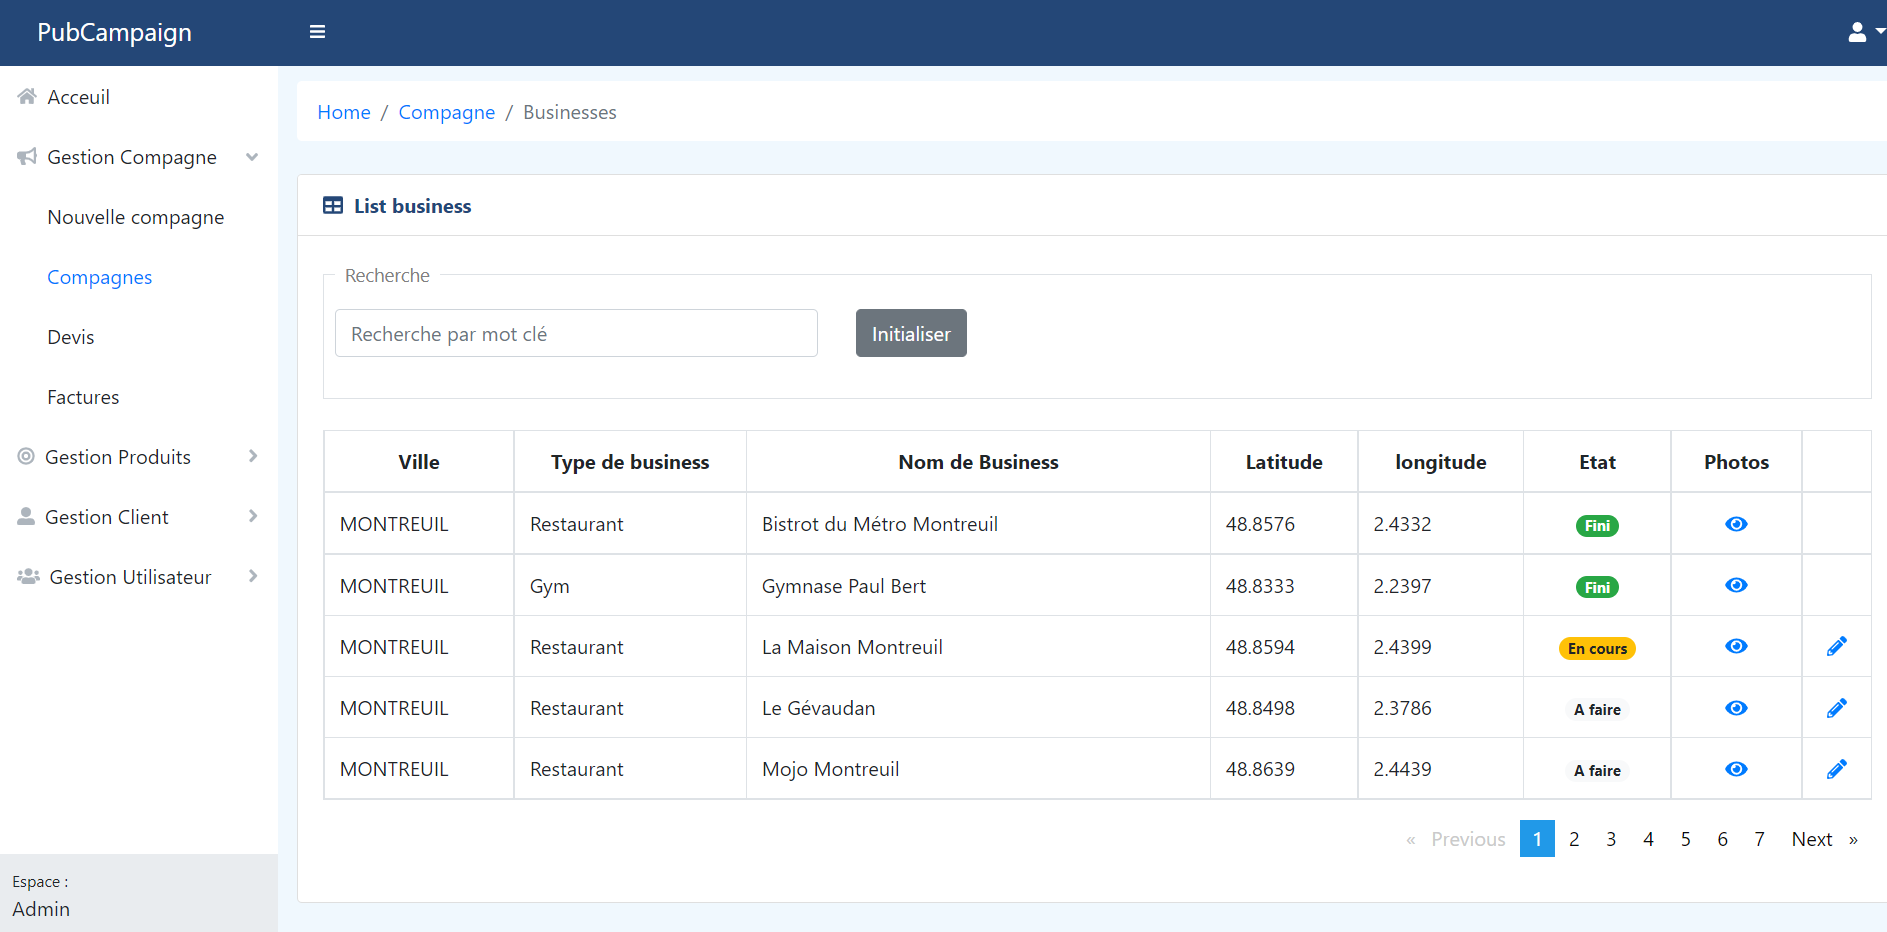 PubCampaign
Acceuil
Gestion Compagne
Nouvelle compagne
Compagnes
Devis
Factures
Gestion Produits
Gestion Client
Gestion Utilisateur
Espace :
Admin
Home / Compagne / Businesses
List business
Recherche
Recherche par mot clé Initialiser
Ville Type de business Nom de Business Latitude longitude Etat Photos
MONTREUIL Restaurant Bistrot du Métro Montreuil 48.8576 2.4332 Fini
MONTREUIL Gym Gymnase Paul Bert 48.8333 2.2397 Fini
MONTREUIL Restaurant La Maison Montreuil 48.8594 2.4399 En cours
MONTREUIL Restaurant Le Gévaudan 48.8498 2.3786 A faire
MONTREUIL Restaurant Mojo Montreuil 48.8639 2.4439 A faire
« Previous 1 2 3 4 5 6 7 Next »